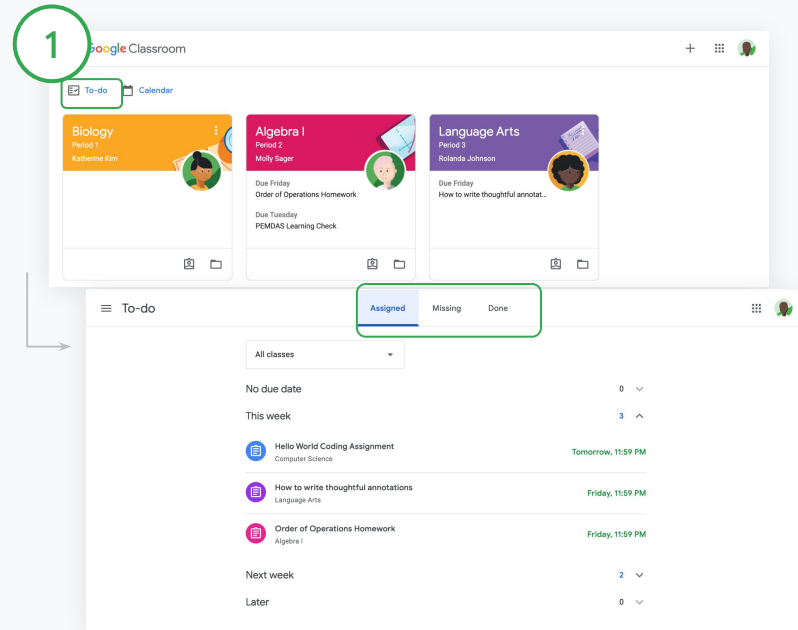 1
Google Classroom
To-do
Calendar
Biology
Period 1
Katherine Kim
Algebra I
Period 2
Molly Sager
Due Friday
Order of Operations Homework
Due Tuesday
PEMDAS Learning Check
Language Arts
Period 3
Rolanda Johnson
Due Friday
How to write thoughtful annotat...
To-do
Assigned
Missing
Done
All classes
No due date 0
This week 3
Hello World Coding Assignment
Computer Science
Tomorrow, 11:59 PM
How to write thoughtful annotations
Language Arts
Friday, 11:59 PM
Order of Operations Homework
Algebra I
Friday, 11:59 PM
Next week 2
Later 0